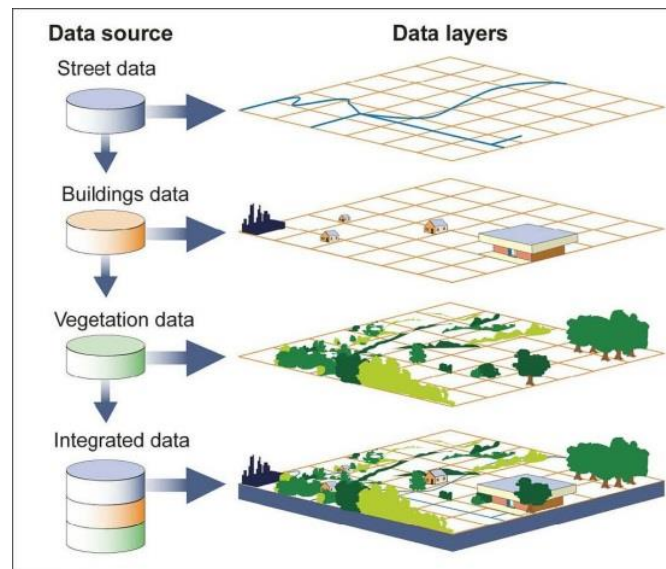 Data source
Data layers
Street data
Buildings data
Vegetation data
Integrated data